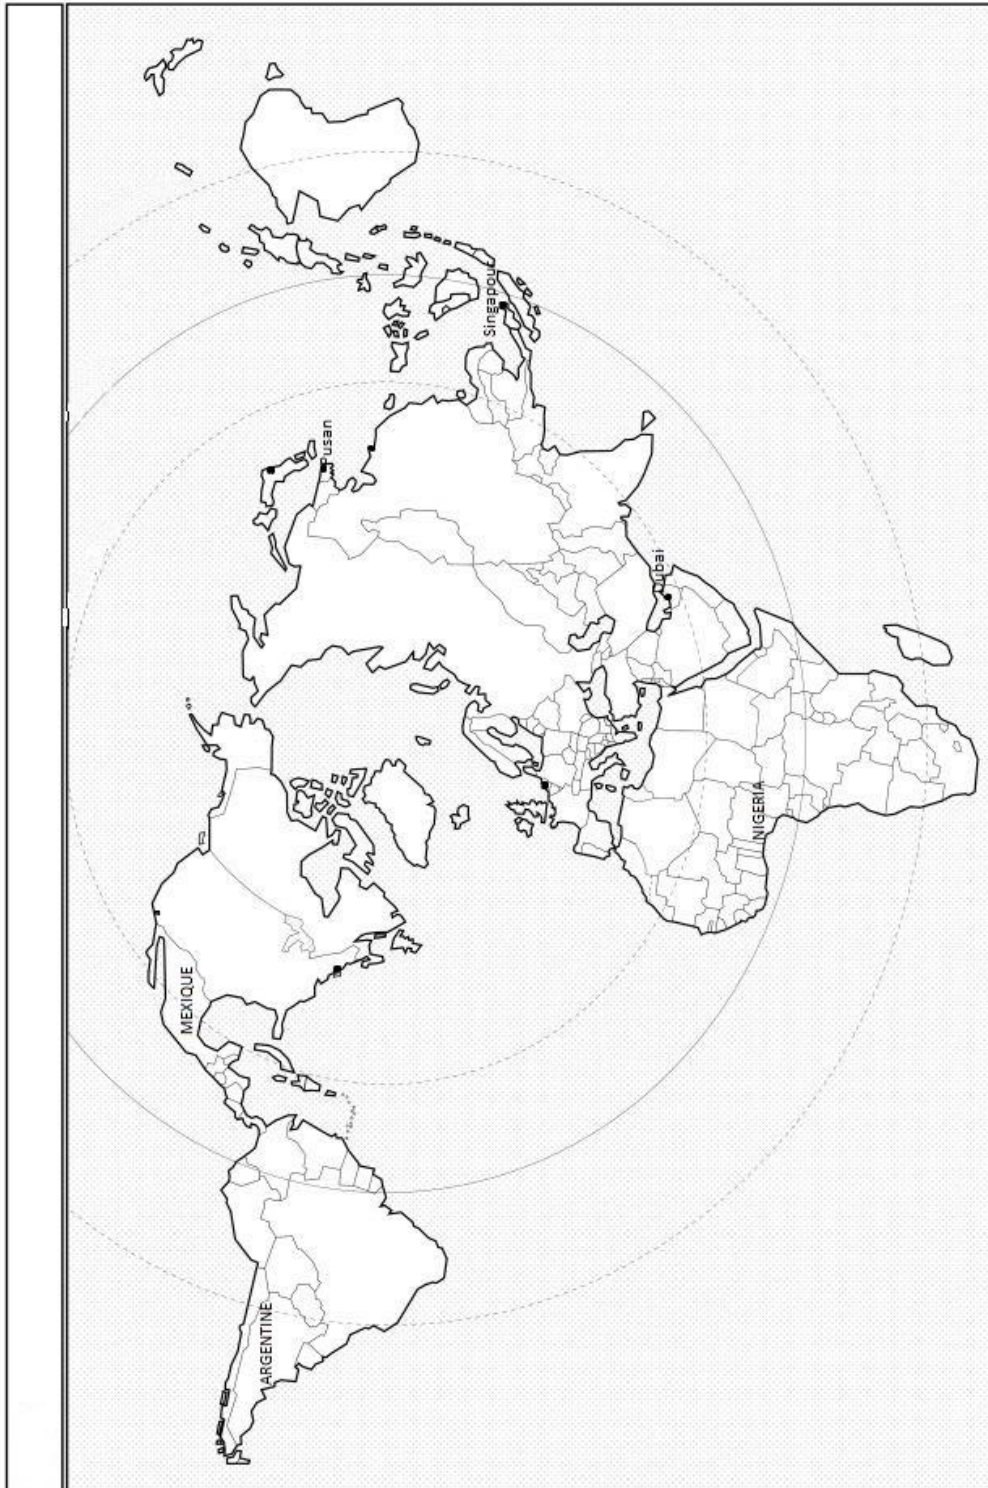 MEXIQUE
ARGENTINE
NIGERIA
Pusan
Singapour
Dubai